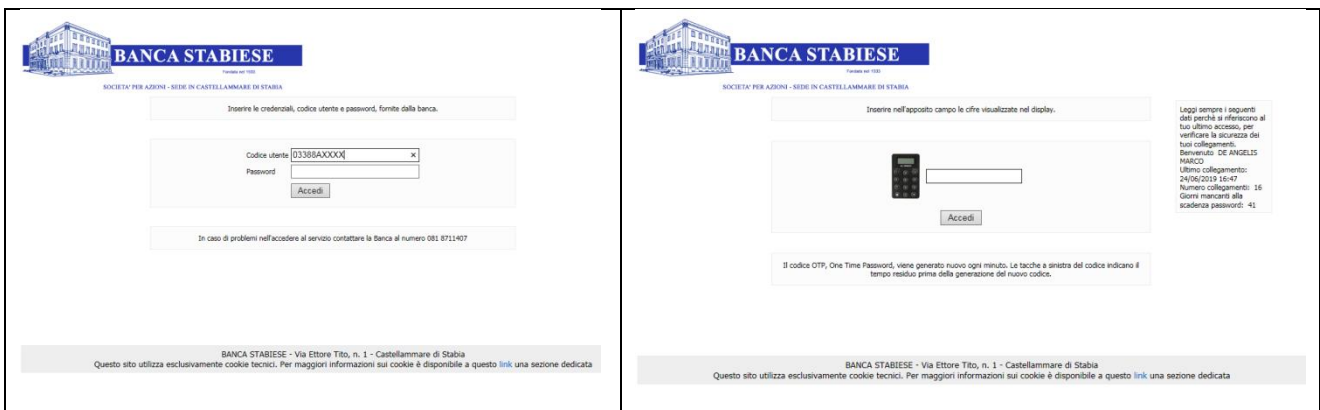 BANCA STABIESE
Fondata nel 1933
SOCIETA' PER AZIONI - SEDE IN CASTELLAMMARE DI STABIA
Inserire le credenziali, codice utente e password, fornite dalla banca.
Codice utente 03388AXXXX ×
Password
Accedi
In caso di problemi nell'accedere al servizio contattare la Banca al numero 081 8711407
BANCA STABIESE - Via Ettore Tito, n. 1 - Castellammare di Stabia
Questo sito utilizza esclusivamente cookie tecnici. Per maggiori informazioni sui cookie è disponibile a questo link una sezione dedicata
BANCA STABIESE
Fondata nel 1933
SOCIETA' PER AZIONI - SEDE IN CASTELLAMMARE DI STABIA
Inserire nell'apposito campo le cifre visualizzate nel display.
Accedi
Il codice OTP, One Time Password, viene generato nuovo ogni minuto. Le tacche a sinistra del codice indicano il
tempo residuo prima della generazione del nuovo codice.
Leggi sempre i seguenti
dati perchè si riferiscono al
tuo ultimo accesso, per
verificare la sicurezza dei
tuoi collegamenti.
Benvenuto DE ANGELIS
MARCO
Ultimo collegamento:
24/06/2019 16:47
Numero collegamenti: 16
Giorni mancanti alla
scadenza password: 41
BANCA STABIESE - Via Ettore Tito, n. 1 - Castellammare di Stabia
Questo sito utilizza esclusivamente cookie tecnici. Per maggiori informazioni sui cookie è disponibile a questo link una sezione dedicata